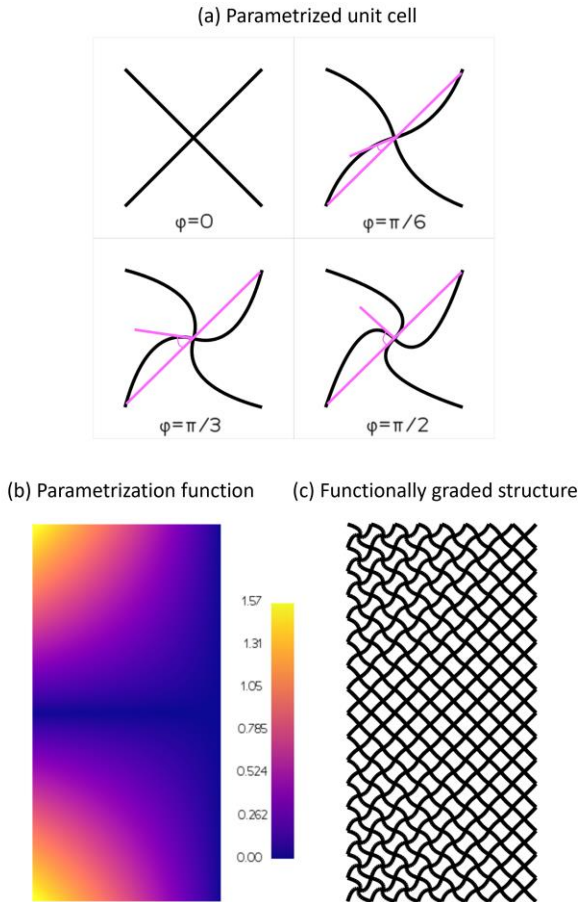 (a) Parametrized unit cell
φ=0
φ=π/6
φ=π/3
φ=π/2
(b) Parametrization function
(c) Functionally graded structure
1.57
1.31
1.05
0.785
0.524
0.262
0.00